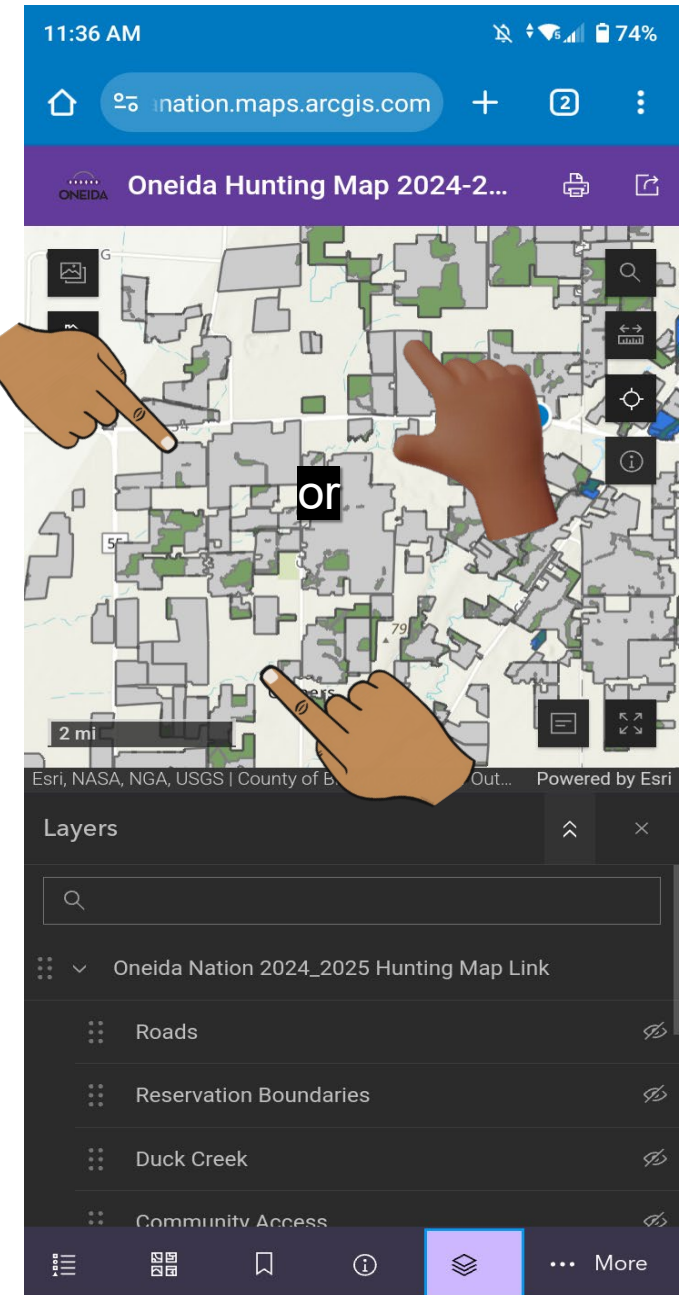 11:36 AM
74%
nation.maps.arcgis.com
2
ONEIDA
Oneida Hunting Map 2024-2...
G
54
or
55
79
2 mi
Esri, NASA, NGA, USGS | County of B
Out...
Powered by Esri
Layers
Oneida Nation 2024_2025 Hunting Map Link
Roads
Reservation Boundaries
Duck Creek
Community Access
More